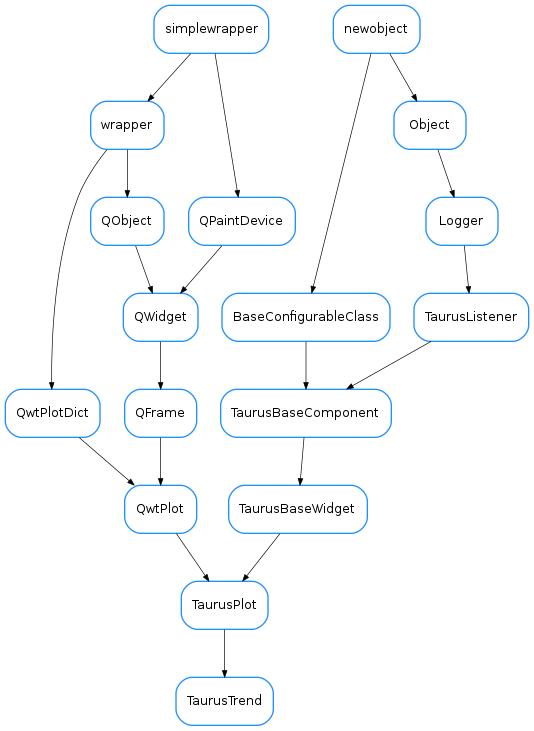 simplewrapper
newobject
wrapper
Object
QObject
QPaintDevice
Logger
QWidget
BaseConfigurableClass
TaurusListener
QwtPlotDict
QFrame
TaurusBaseComponent
QwtPlot
TaurusBaseWidget
TaurusPlot
TaurusTrend